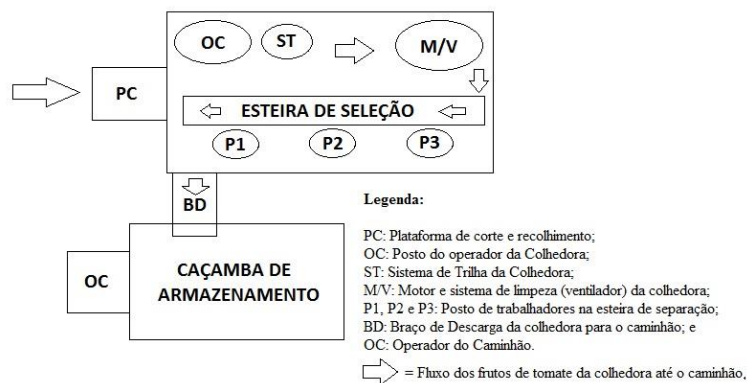 OC
ST
M/V
PC
ESTEIRA DE SELEÇÃO
P1
P2
P3
BD
OC
CAÇAMBA DE
ARMAZENAMENTO
Legenda:
PC: Plataforma de corte e recolhimento;
OC: Posto do operador da Colhedora;
ST: Sistema de Trilha da Colhedora;
M/V: Motor e sistema de limpeza (ventilador) da colhedora;
P1, P2 e P3: Posto de trabalhadores na esteira de separação;
BD: Braço de Descarga da colhedora para o caminhão; e
OC: Operador do Caminhão.
= Fluxo dos frutos de tomate da colhedora até o caminhão.